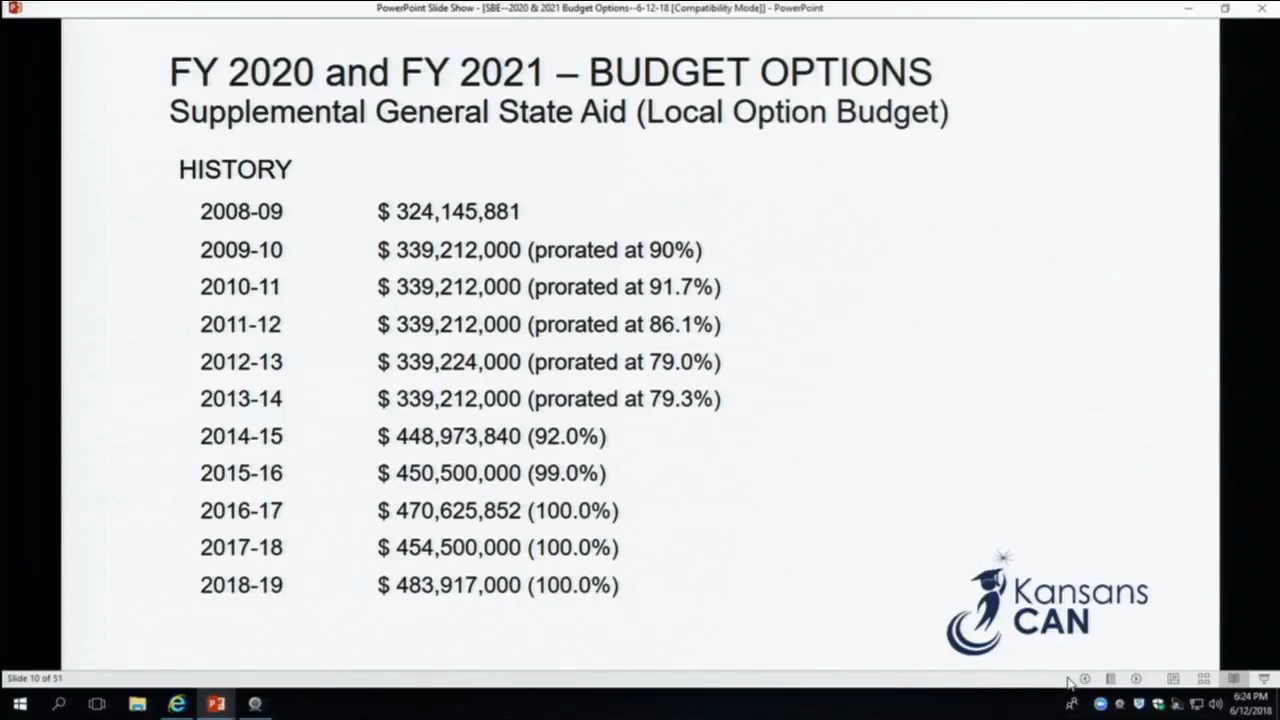 PowerPoint Slide Show - [SBE--2020 & 2021 Budget Options--6-12-18 [Compatibility Mode]] - PowerPoint
FY 2020 and FY 2021 – BUDGET OPTIONS
Supplemental General State Aid (Local Option Budget)
HISTORY
2008-09 $ 324,145,881
2009-10 $ 339,212,000 (prorated at 90%)
2010-11 $ 339,212,000 (prorated at 91.7%)
2011-12 $ 339,212,000 (prorated at 86.1%)
2012-13 $ 339,224,000 (prorated at 79.0%)
2013-14 $ 339,212,000 (prorated at 79.3%)
2014-15 $ 448,973,840 (92.0%)
2015-16 $ 450,500,000 (99.0%)
2016-17 $ 470,625,852 (100.0%)
2017-18 $ 454,500,000 (100.0%)
2018-19 $ 483,917,000 (100.0%)
Kansans
CAN
Slide 10 of 51
6:24 PM
6/12/2018